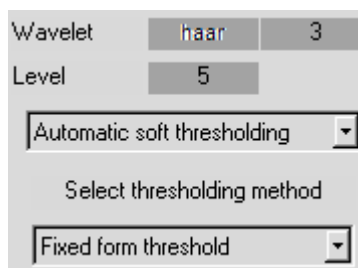 Wavelet haar 3
Level 5
Automatic soft thresholding
Select thresholding method
Fixed form threshold